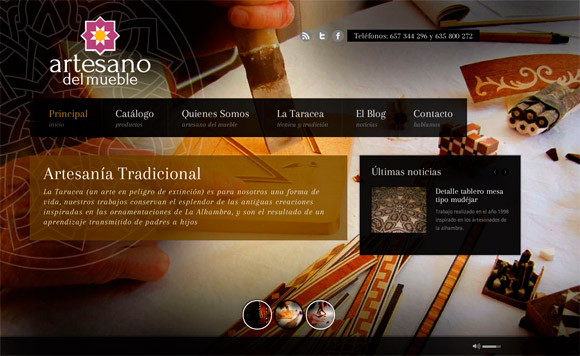 Teléfonos: 657 344 296 y 635 800 272
artesano
del mueble
Principal
inicio
Catálogo
productos
Quienes Somos
artesano del mueble
La Taracea
técnica y tradición
El Blog
noticias
Contacto
hablamos
Artesanía Tradicional
La Taracea (un arte en peligro de extinción) es para nosotros una forma de
vida, nuestros trabajos conservan el esplendor de las antiguas creaciones
inspiradas en las ornamentaciones de La Alhambra, y son el resultado de un
aprendizaje transmitido de padres a hijos
Últimas noticias
Detalle tablero mesa
tipo mudéjar
Trabajo realizado en el año 1998
inspirado en los artesonados de
la alhambra.